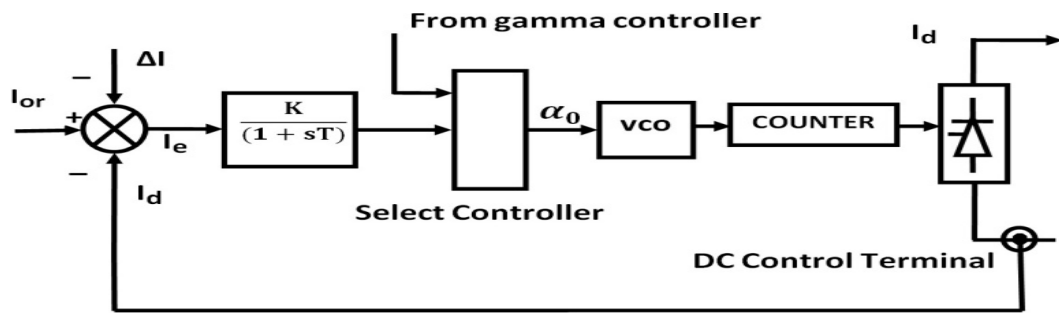 From gamma controller
I_d
ΔI
−
I_or
+
I_e
K
(1 + sT)
α_0
vco
COUNTER
−
I_d
Select Controller
DC Control Terminal